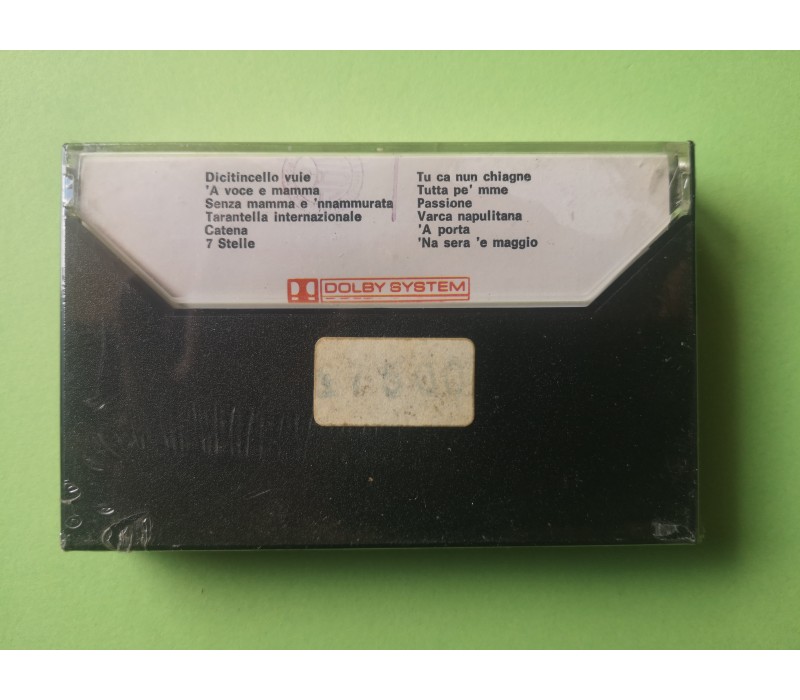 Dicitincello vuie
'A voce e mamma
Senza mamma e 'nnammurata
Tarantella internazionale
Catena
7 Stelle
Tu ca nun chiagne
Tutta pe' mme
Passione
Varca napulitana
'A porta
'Na sera 'e maggio
DOLBY SYSTEM